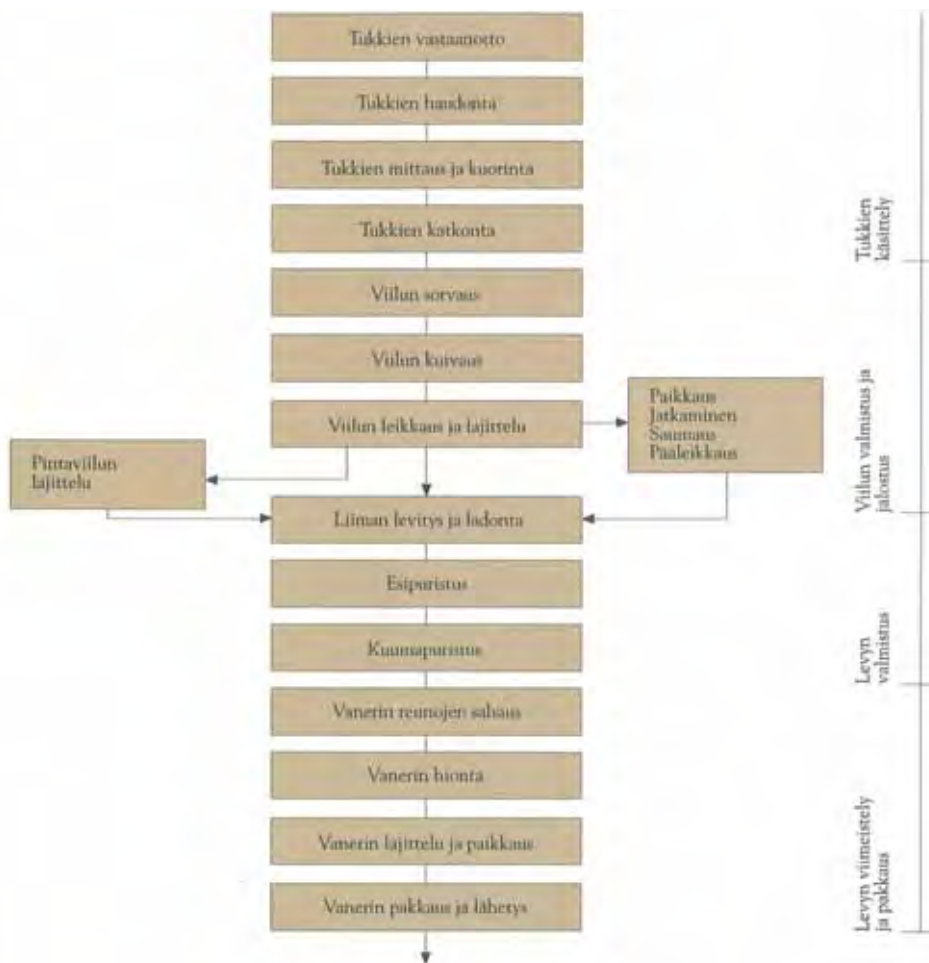 Tukkien vastaanotto
Tukkien haudonta
Tukkien mittaus ja kuorinta
Tukkien katkonta
Viilun sorvaus
Viilun kuivaus
Viilun leikkaus ja lajittelu
Paikkaus
Jatkaminen
Saumaus
Pääleikkaus
Pintaviilun
lajittelu
Liiman levitys ja ladonta
Esipuristus
Kuumapuristus
Vanerin reunojen sahaus
Vanerin hionta
Vanerin lajittelu ja paikkaus
Vanerin pakkaus ja lähetys
Tukkien
käsittely
Viilun valmistus ja
jalostus
Levyn
valmistus
Levyn viimeistely
ja pakkaus